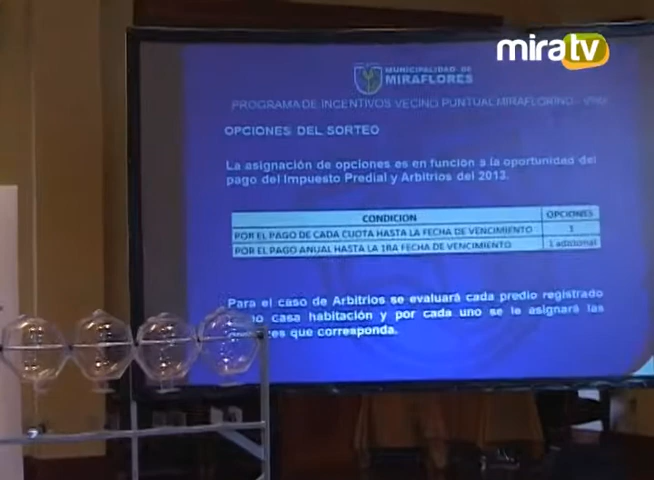 miraTV
MUNICIPALIDAD DE
MIRAFLORES
PROGRAMA DE INCENTIVOS VECINO PUNTUAL MIRAFLORINO - VPM
OPCIONES DEL SORTEO
La asignación de opciones es en función a la oportunidad del
pago del Impuesto Predial y Arbitrios del 2013.
CONDICION OPCIONES
POR EL PAGO DE CADA CUOTA HASTA LA FECHA DE VENCIMIENTO 1
POR EL PAGO ANUAL HASTA LA 1RA FECHA DE VENCIMIENTO 1 adicional
Para el caso de Arbitrios se evaluará cada predio registrado
casa habitación y por cada uno se le asignará las
que corresponda.